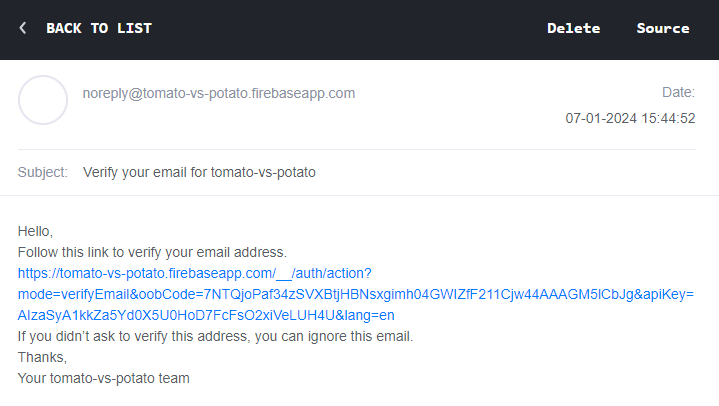 BACK TO LIST
Delete
Source
noreply@tomato-vs-potato.firebaseapp.com
Date:
07-01-2024 15:44:52
Subject: Verify your email for tomato-vs-potato
Hello,
Follow this link to verify your email address.
https://tomato-vs-potato.firebaseapp.com/__/auth/action?
mode=verifyEmail&oobCode=7NTQjoPaf34zSVXBtjHBNsxgimh04GWIZfF211Cjw44AAAGM5lCbJg&apiKey=
AIzaSyA1kkZa5Yd0X5U0HoD7FcFsO2xiVeLUH4U&lang=en
If you didn’t ask to verify this address, you can ignore this email.
Thanks,
Your tomato-vs-potato team